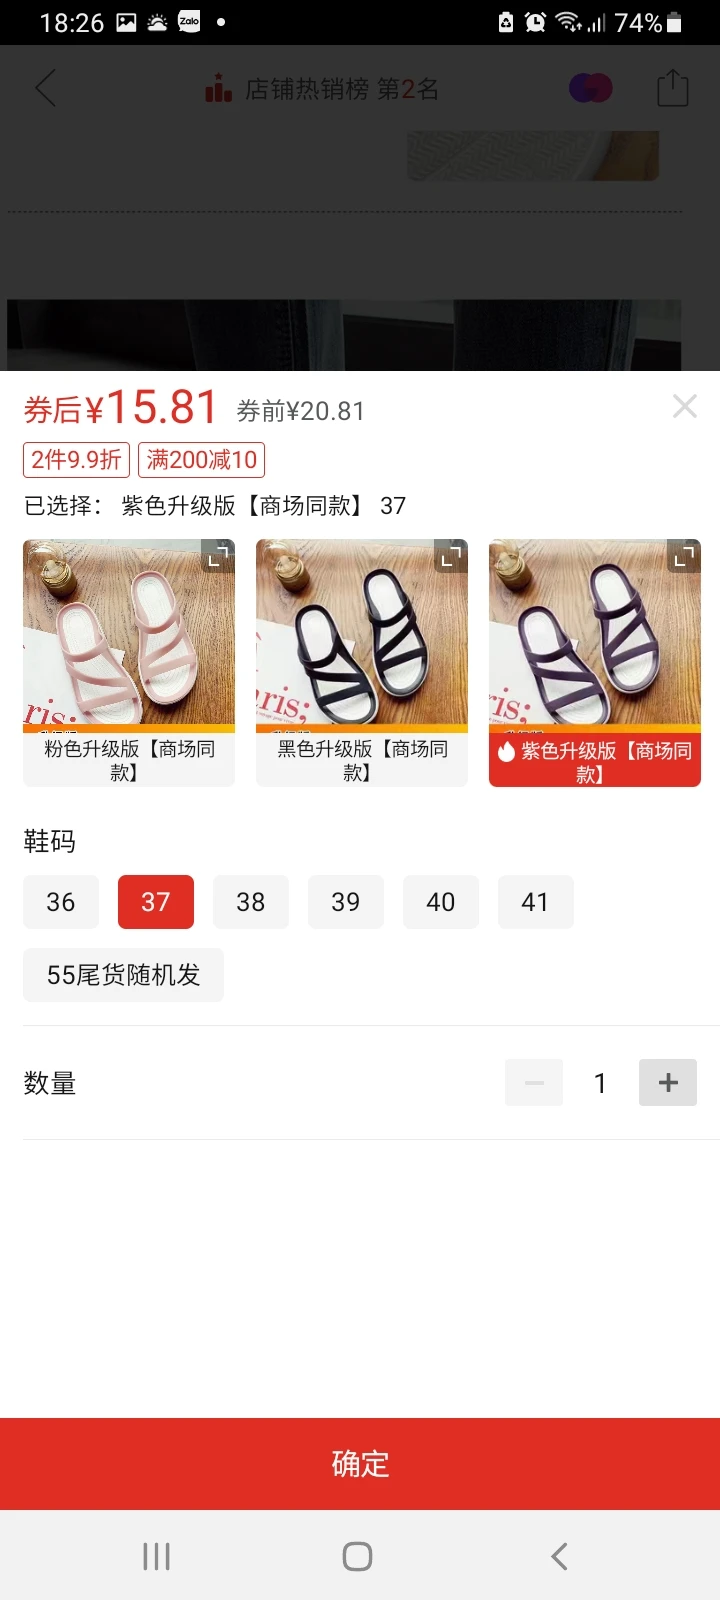 18:26 Zalo 74%
店铺热销榜 第2名
券后¥15.81 券前¥20.81
2件9.9折 满200减10
已选择： 紫色升级版【商场同款】 37
ris;
aris;
ris;
粉色升级版【商场同
款】
黑色升级版【商场同
款】
紫色升级版【商场同
款】
鞋码
36 37 38 39 40 41
55尾货随机发
数量
1
确定